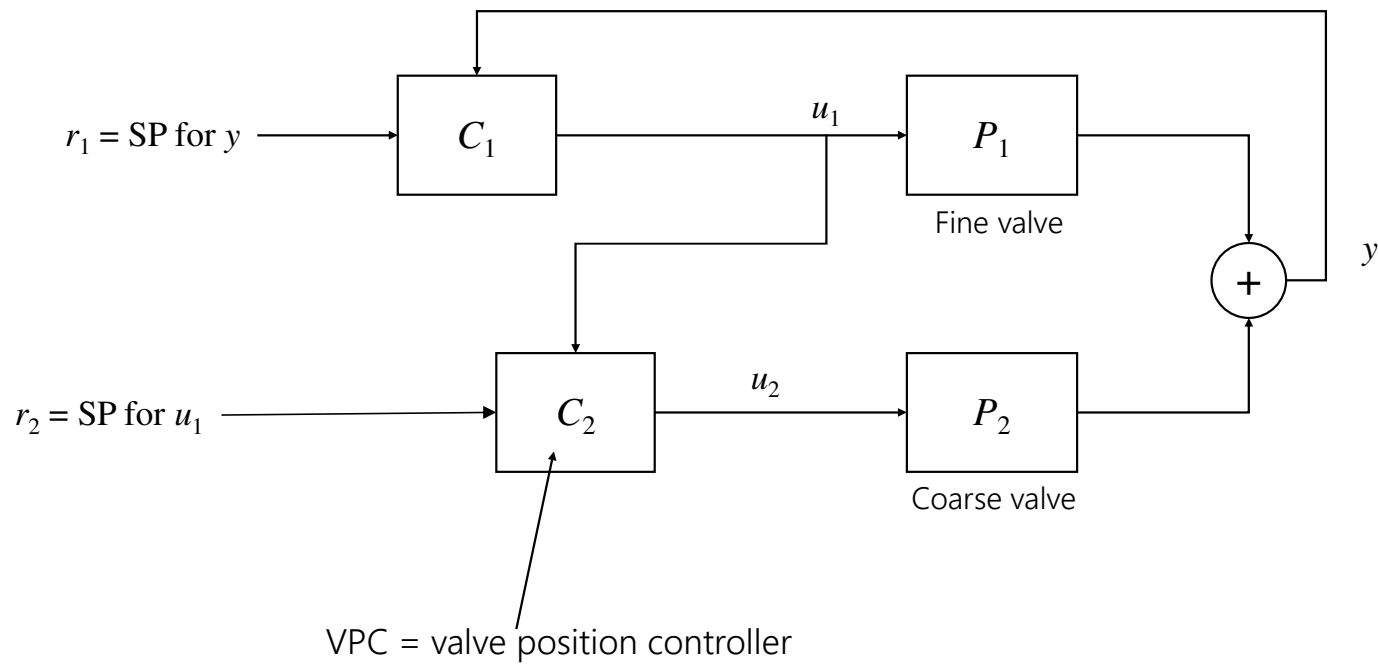 u₁
r₁ = SP for y
C₁
P₁
Fine valve
y
+
u₂
r₂ = SP for u₁
C₂
P₂
Coarse valve
VPC = valve position controller